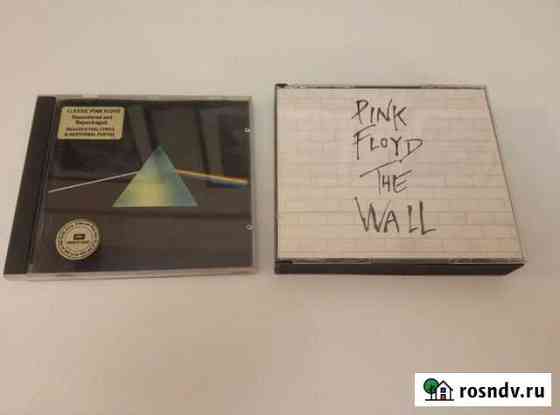 CLASSIC PINK FLOYD
Remastered and
Repackaged
PINK
FLOYD
THE
WALL
rosndv.ru